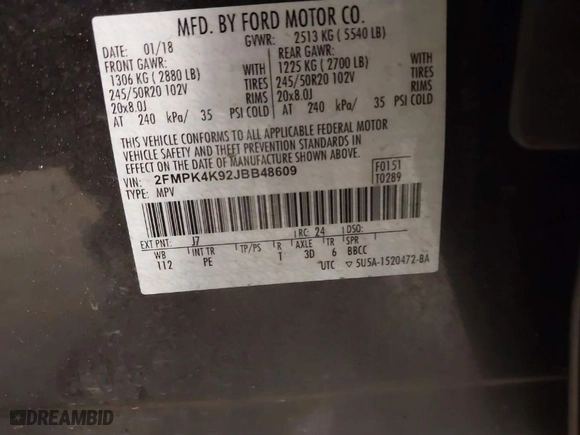 MFD. BY FORD MOTOR CO.
DATE: 01/18 GVWR: 2513 KG ( 5540 LB)
FRONT GAWR: REAR GAWR:
1306 KG ( 2880 LB) WITH 1225 KG ( 2700 LB) WITH
245/50R20 102V TIRES 245/50R20 102V TIRES
20x8.0J RIMS 20x8.0J RIMS
AT 240 kPa/ 35 PSI COLD AT 240 kPa/ 35 PSI COLD
THIS VEHICLE CONFORMS TO ALL APPLICABLE FEDERAL MOTOR
VEHICLE SAFETY AND THEFT PREVENTION STANDARDS IN
EFFECT ON THE DATE OF MANUFACTURE SHOWN ABOVE.
VIN: 2FMPK4K92JBB48609 F0151
TYPE: MPV T0289
EXT PNT: J7 RC: 24 DSO:
WB INT TR TP/PS R AXLE TR SPR
112 PE T 3D 6 BBCC
UTC ▽ 5U5A-1520472-BA
DREAMBID